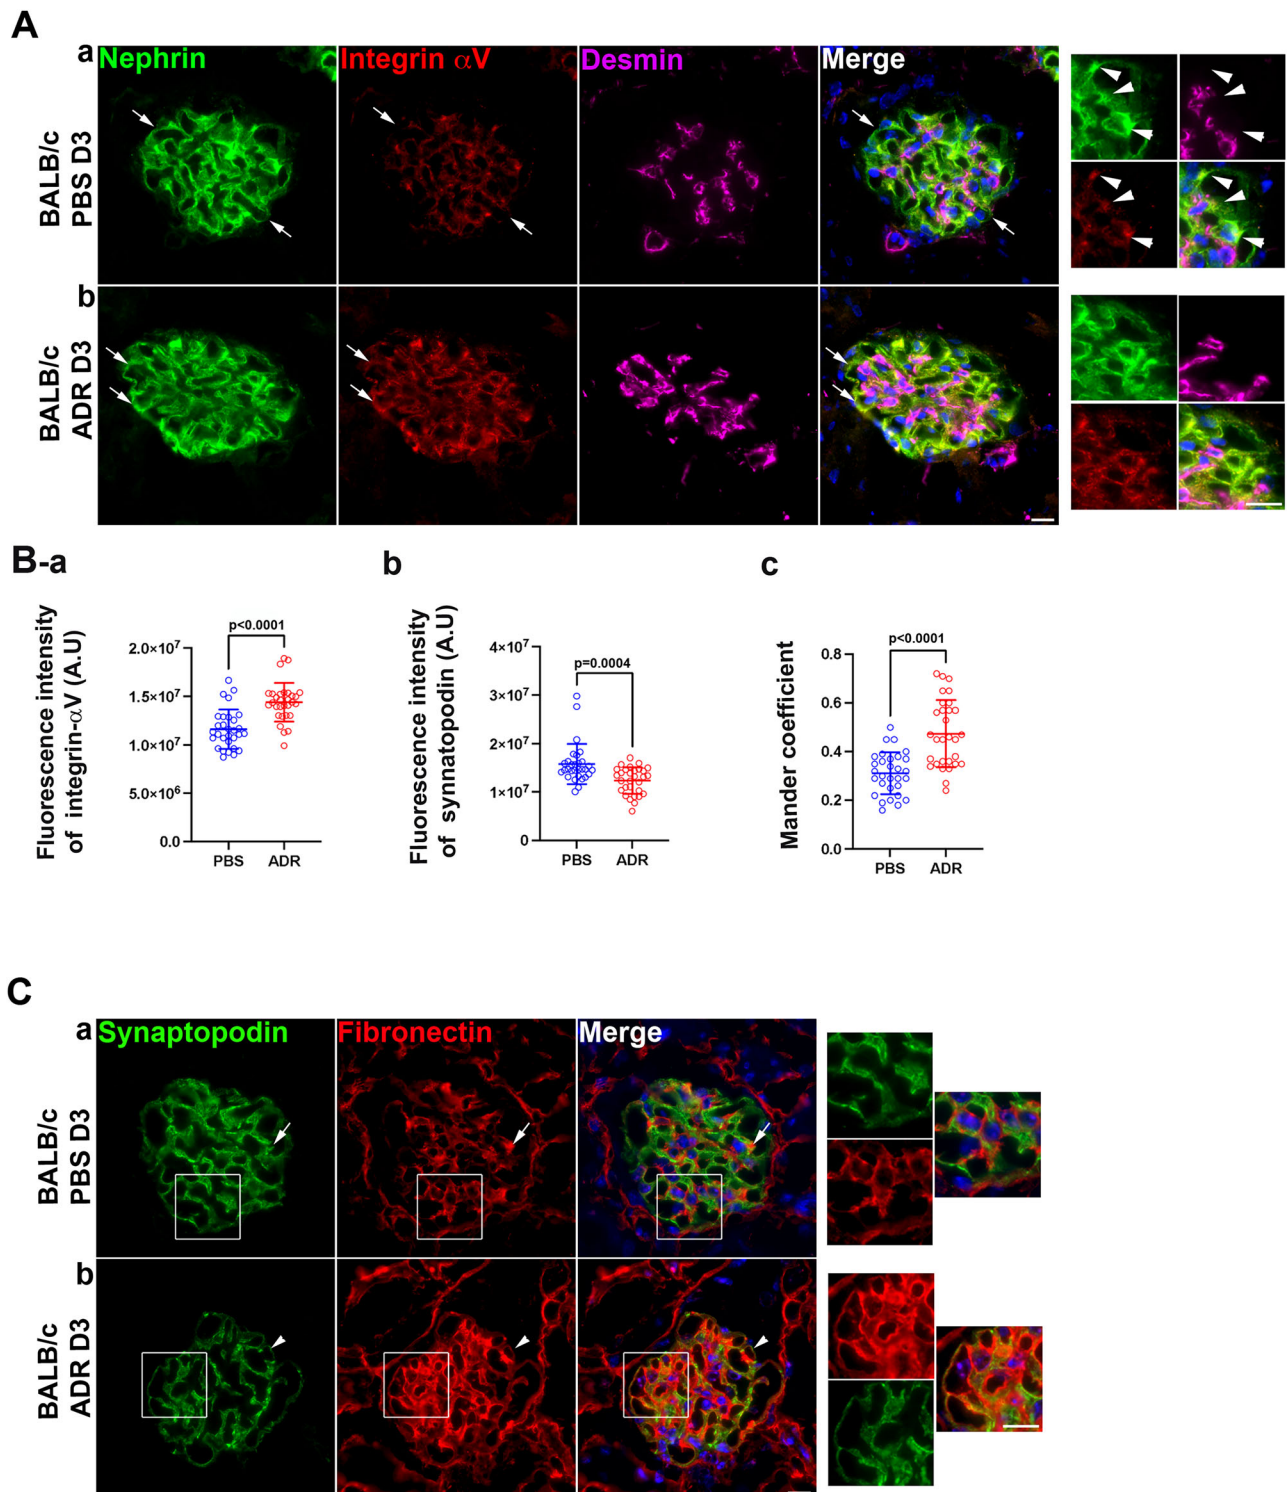 A
a
Nephrin
Integrin αV
Desmin
Merge
BALB/c
PBS D3
b
BALB/c
ADR D3
B-a
Fluorescence intensity
of integrin-αV (A.U)
p<0.0001
2.0×10⁷
1.5×10⁷
1.0×10⁷
5.0×10⁶
0.0
PBS
ADR
b
Fluorescence intensity
of synnatopodin (A.U)
p=0.0004
4×10⁷
3×10⁷
2×10⁷
1×10⁷
0
PBS
ADR
c
Mander coefficient
p<0.0001
0.8
0.6
0.4
0.2
0.0
PBS
ADR
C
a
Synaptopodin
Fibronectin
Merge
BALB/c
PBS D3
b
BALB/c
ADR D3